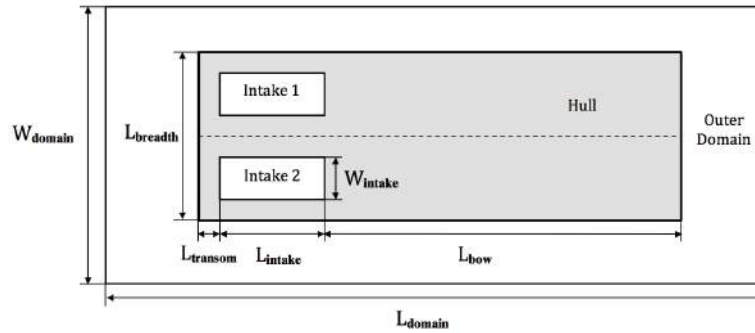 Intake 1
Hull
Outer
Domain
W_domain
L_breadth
Intake 2
W_intake
L_transom
L_intake
L_bow
L_domain